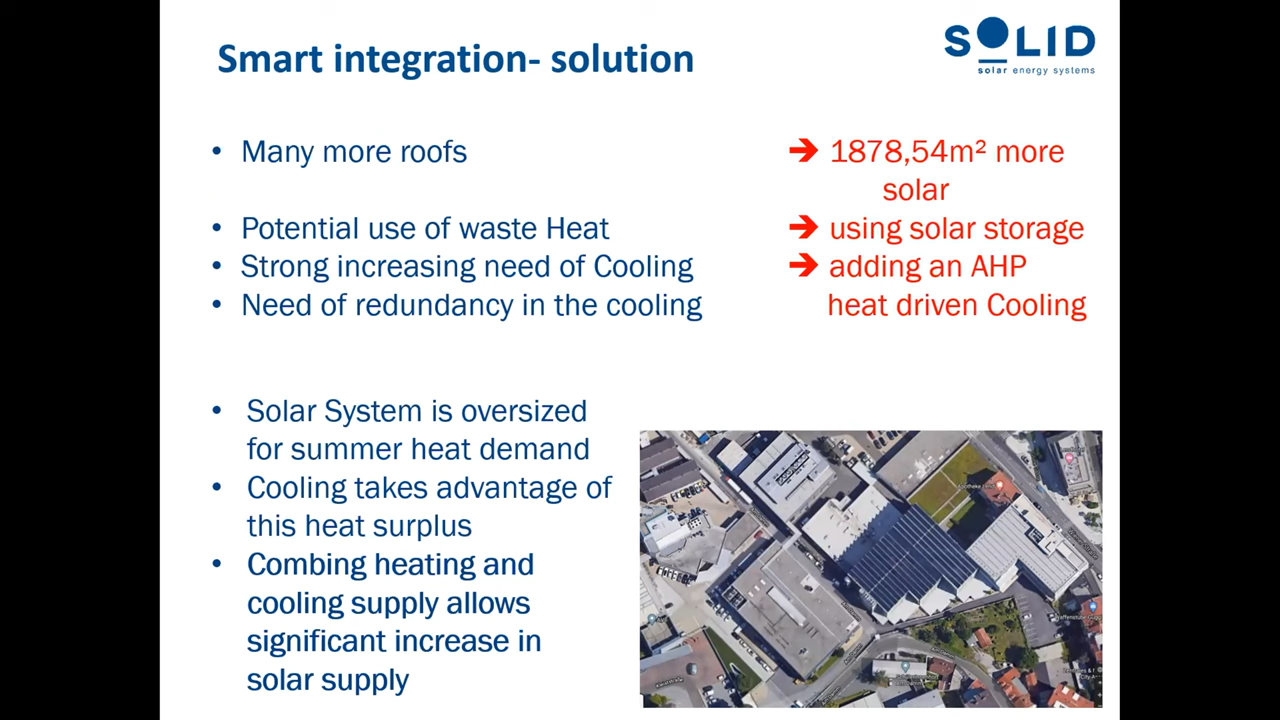 Smart integration- solution
SOLID
solar energy systems
• Many more roofs
➔ 1878,54m² more
solar
• Potential use of waste Heat
➔ using solar storage
• Strong increasing need of Cooling
➔ adding an AHP
• Need of redundancy in the cooling
heat driven Cooling
• Solar System is oversized
for summer heat demand
• Cooling takes advantage of
this heat surplus
• Combing heating and
cooling supply allows
significant increase in
solar supply